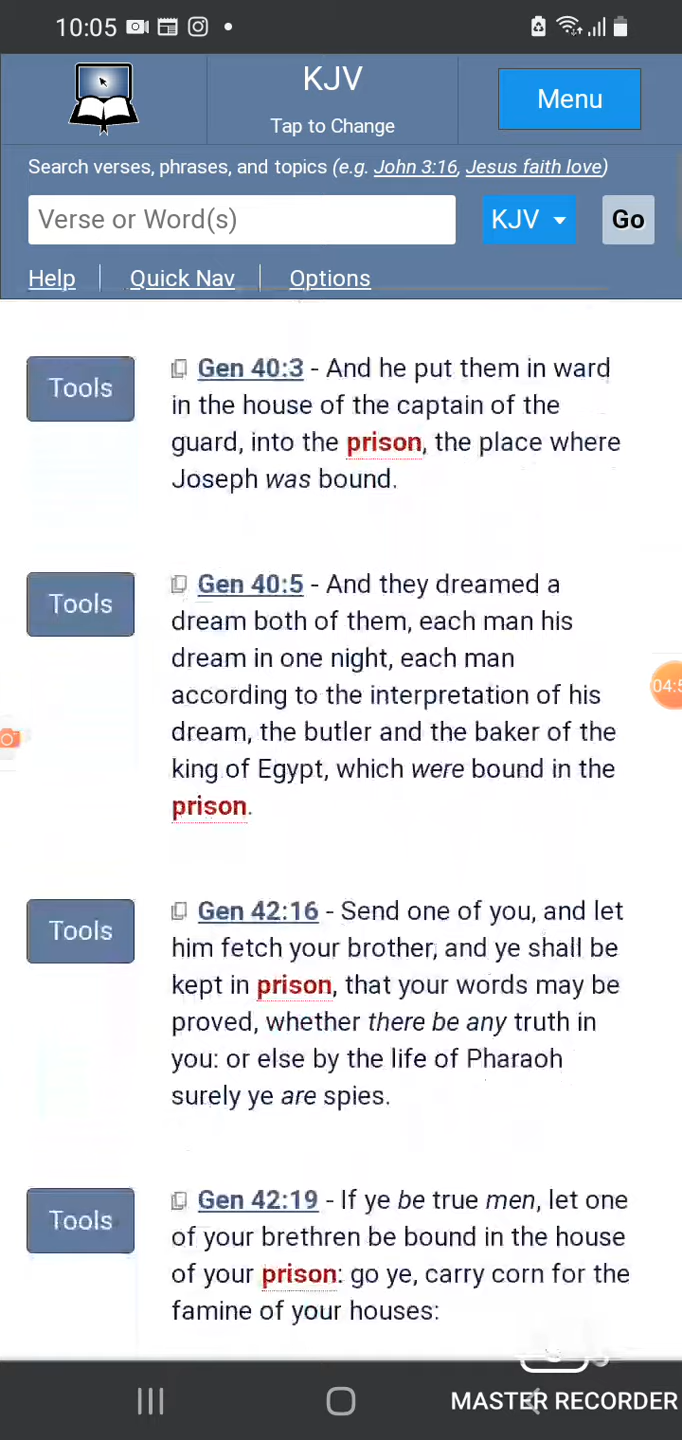 10:05
KJV
Tap to Change
Menu
Search verses, phrases, and topics (e.g. John 3:16, Jesus faith love)
Verse or Word(s)
KJV
Go
Help
Quick Nav
Options
Tools
Gen 40:3 - And he put them in ward
in the house of the captain of the
guard, into the prison, the place where
Joseph was bound.
Tools
Gen 40:5 - And they dreamed a
dream both of them, each man his
dream in one night, each man
according to the interpretation of his
dream, the butler and the baker of the
king of Egypt, which were bound in the
prison.
Tools
Gen 42:16 - Send one of you, and let
him fetch your brother, and ye shall be
kept in prison, that your words may be
proved, whether there be any truth in
you: or else by the life of Pharaoh
surely ye are spies.
Tools
Gen 42:19 - If ye be true men, let one
of your brethren be bound in the house
of your prison: go ye, carry corn for the
famine of your houses:
MASTER RECORDER